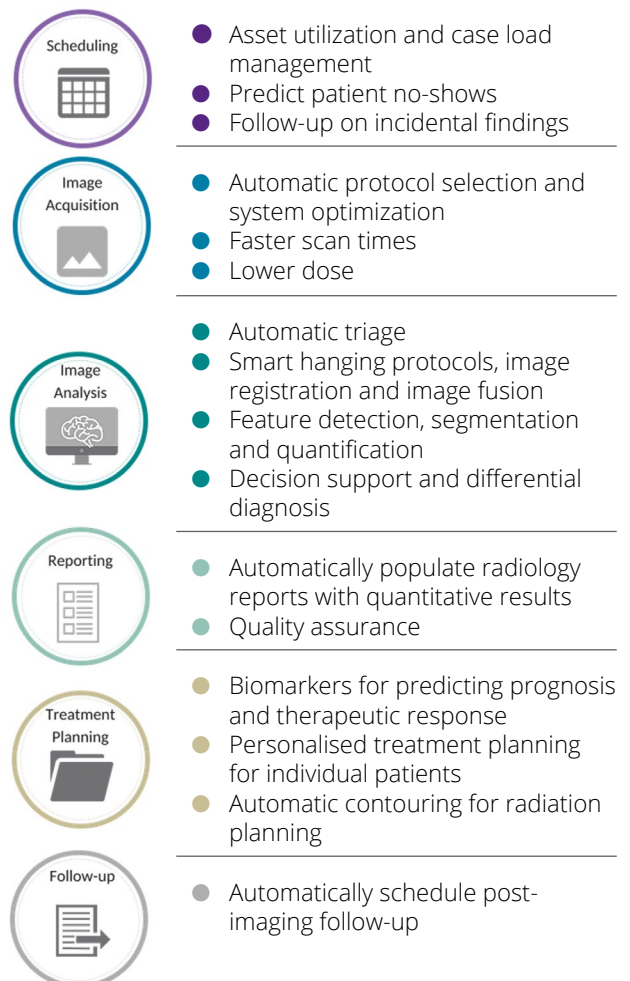 Scheduling
Asset utilization and case load
management
Predict patient no-shows
Follow-up on incidental findings
Image
Acquisition
Automatic protocol selection and
system optimization
Faster scan times
Lower dose
Image
Analysis
Automatic triage
Smart hanging protocols, image
registration and image fusion
Feature detection, segmentation
and quantification
Decision support and differential
diagnosis
Reporting
Automatically populate radiology
reports with quantitative results
Quality assurance
Treatment
Planning
Biomarkers for predicting prognosis
and therapeutic response
Personalised treatment planning
for individual patients
Automatic contouring for radiation
planning
Follow-up
Automatically schedule post-
imaging follow-up